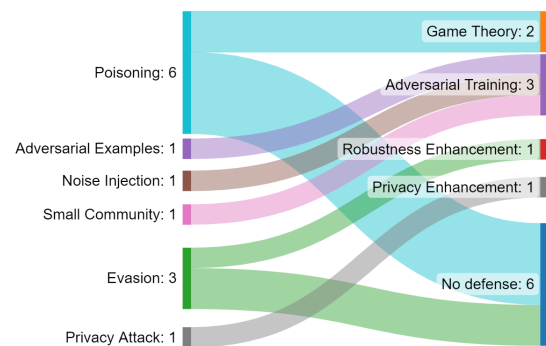 Poisoning: 6
Adversarial Examples: 1
Noise Injection: 1
Small Community: 1
Evasion: 3
Privacy Attack: 1
Game Theory: 2
Adversarial Training: 3
Robustness Enhancement: 1
Privacy Enhancement: 1
No defense: 6